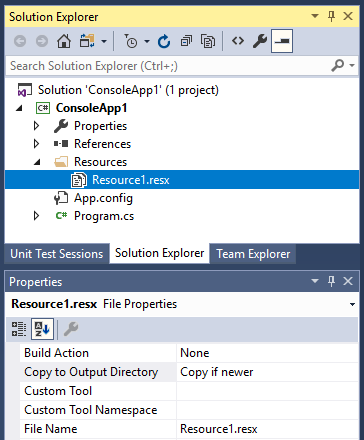 Solution Explorer
Search Solution Explorer (Ctrl+;)
Solution 'ConsoleApp1' (1 project)
C# ConsoleApp1
Properties
References
Resources
Resource1.resx
App.config
C# Program.cs
Unit Test Sessions Solution Explorer Team Explorer
Properties
Resource1.resx File Properties
Build Action None
Copy to Output Directory Copy if newer
Custom Tool
Custom Tool Namespace
File Name Resource1.resx